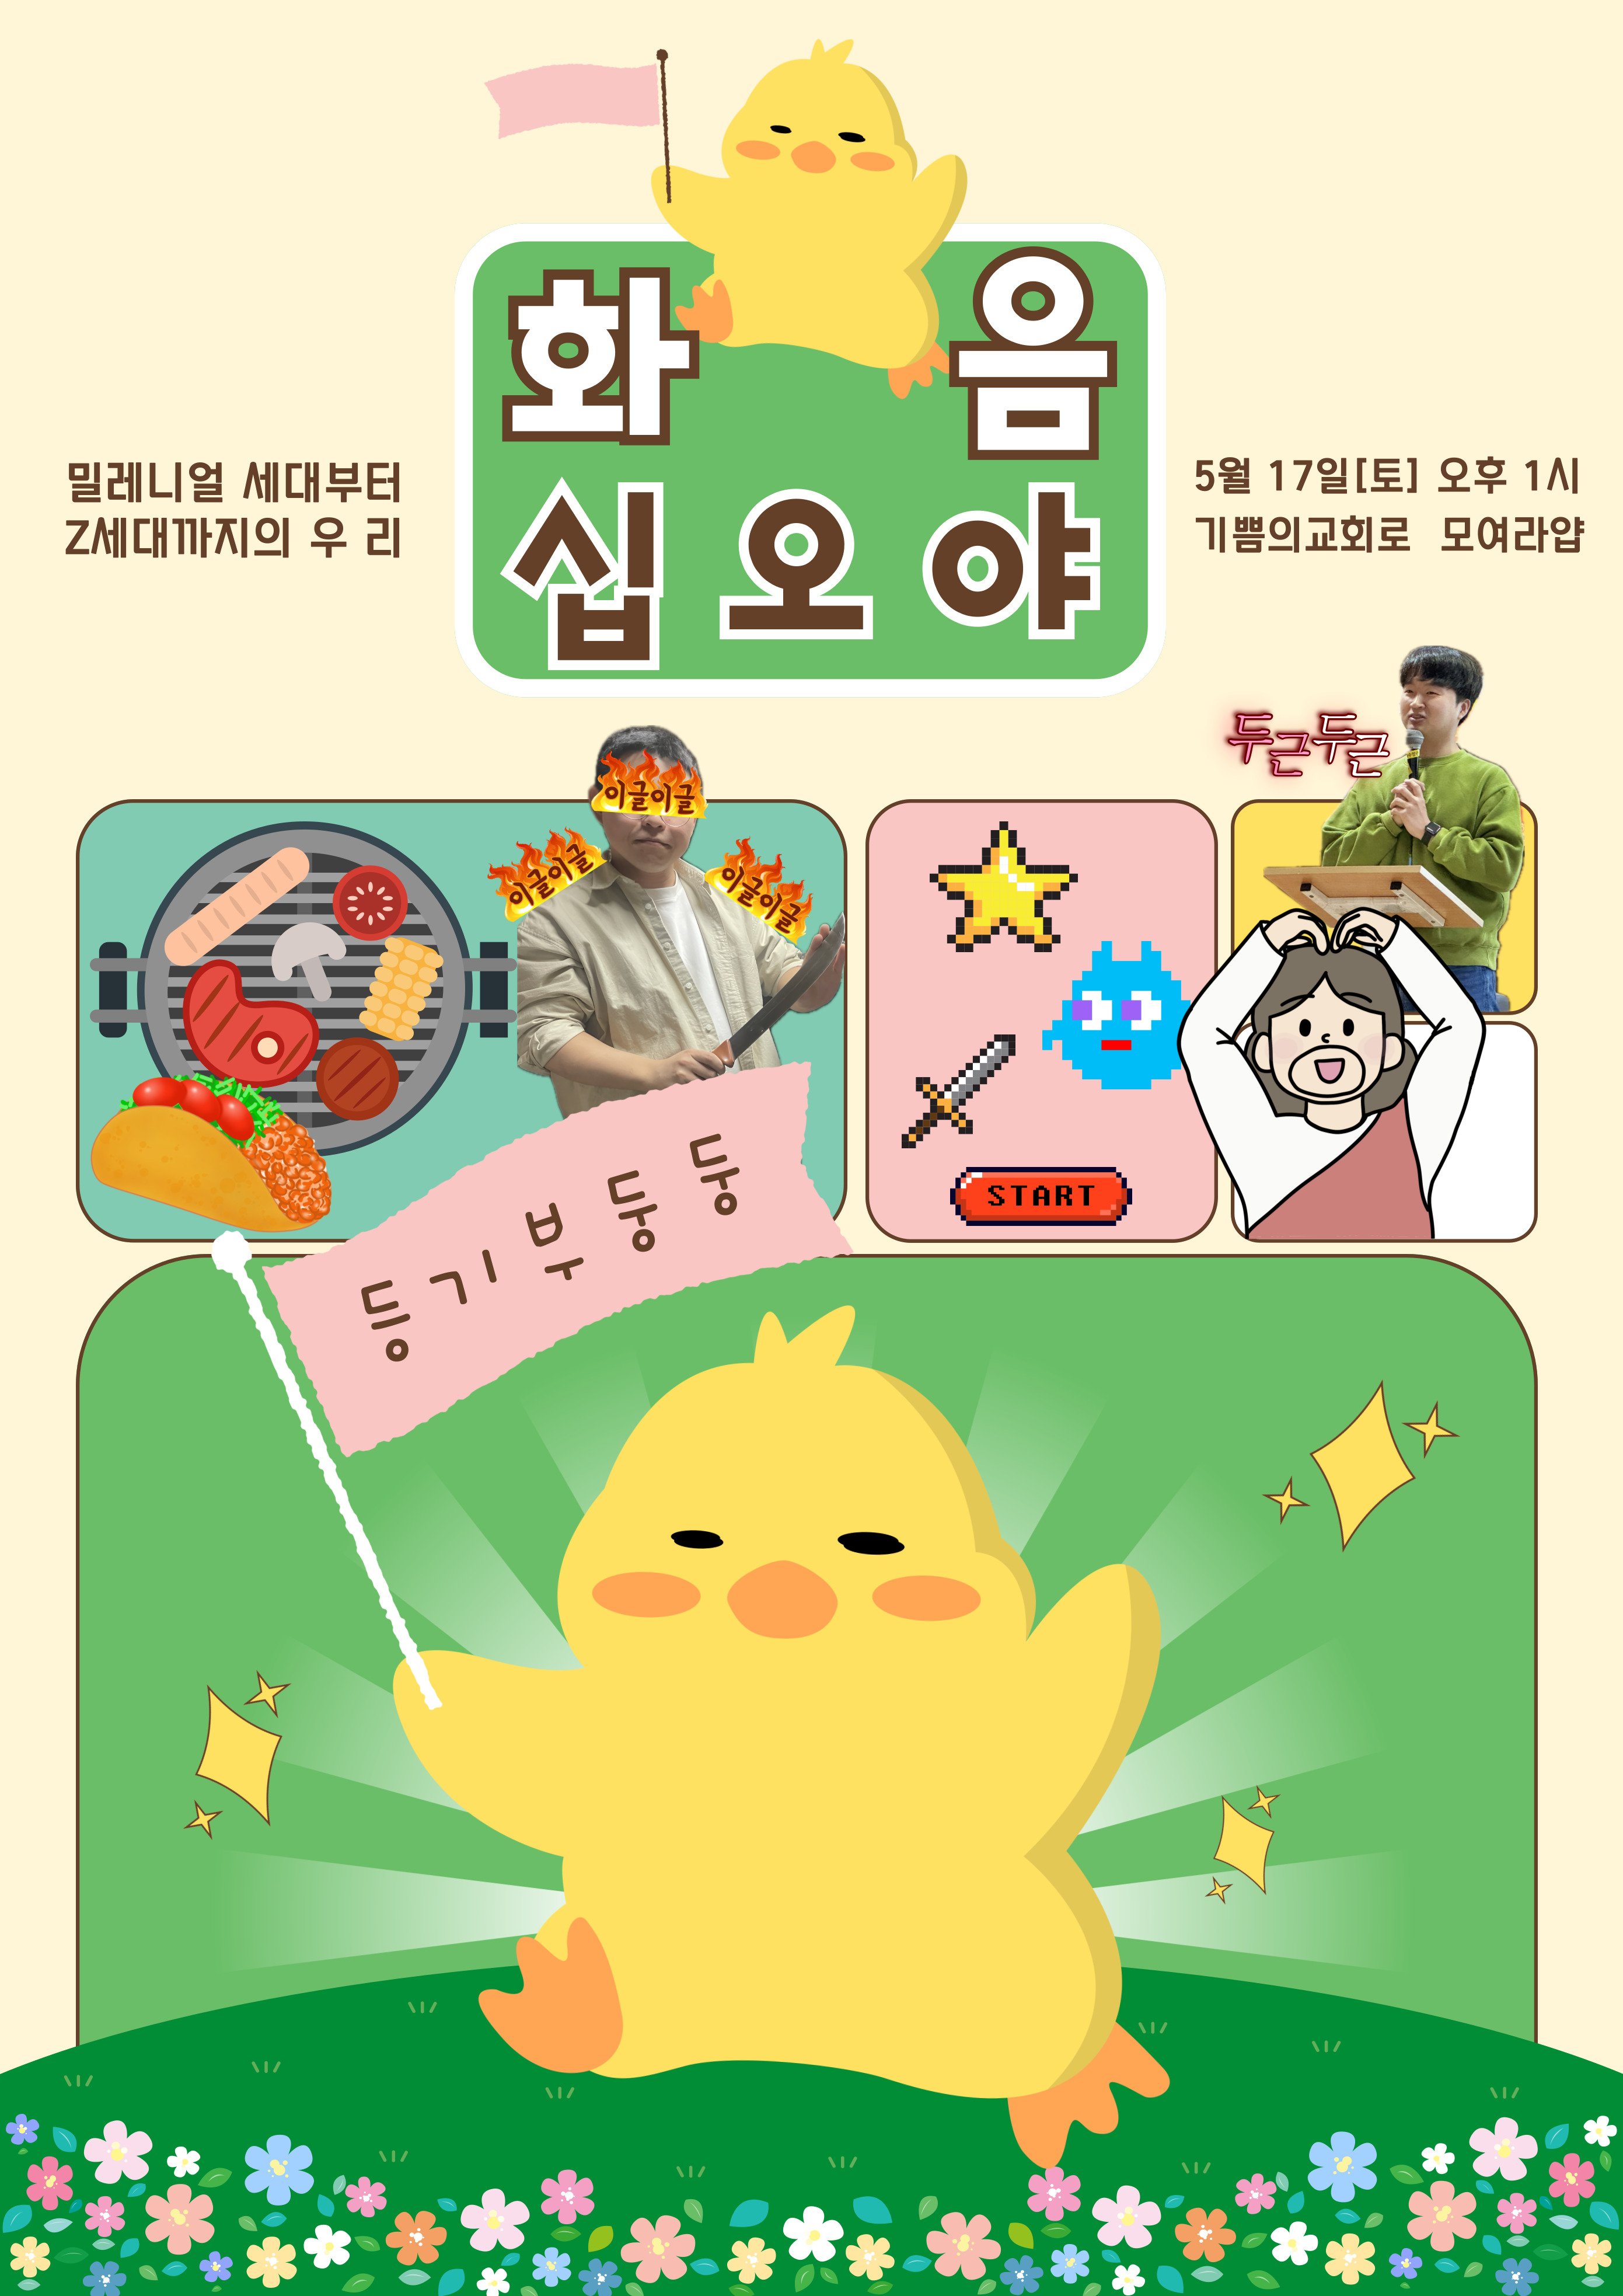 화 음
십오야
밀레니얼 세대부터
Z세대까지의 우 리
5월 17일[토] 오후 1시
기쁨의교회로 모여라얍
두근두근
이글이글
이글이글
이글이글
START
등기부둥둥